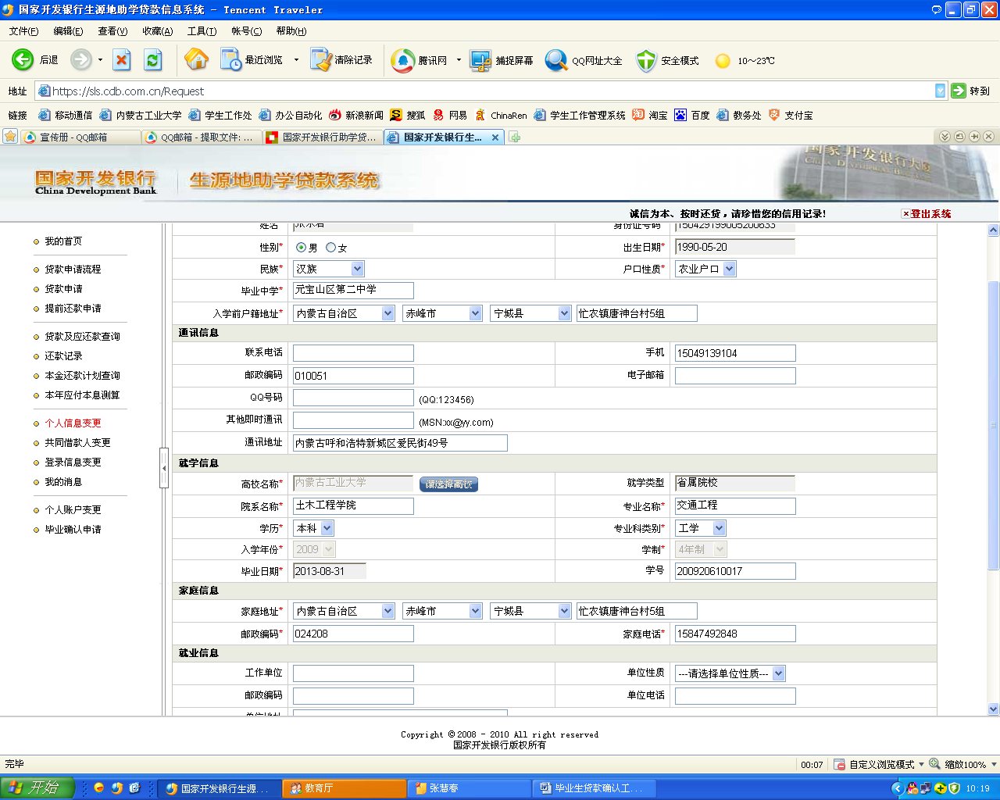 国家开发银行生源地助学贷款信息系统 - Tencent Traveler
文件(F) 编辑(E) 查看(V) 收藏(A) 工具(T) 帐号(C) 帮助(H)
后退 最近浏览 清除记录 腾讯网 捕捉屏幕 QQ网址大全 安全模式 10～23℃
地址 https://sls.cdb.com.cn/Request 转到
链接 移动通信 内蒙古工业大学 学生工作处 办公自动化 新浪新闻 搜狐 网易 ChinaRen 学生工作管理系统 淘宝 百度 教务处 支付宝
宣传册 - QQ邮箱 QQ邮箱 - 提取文件: ... 国家开发银行助学贷... 国家开发银行生...
国家开发银行 生源地助学贷款系统
China Development Bank
国家开发银行大厦
诚信为本、按时还贷，请珍惜您的信用记录! 登出系统
我的首页
贷款申请流程
贷款申请
提前还款申请
贷款及应还款查询
还款记录
本金还款计划查询
本年应付本息测算
个人信息变更
共同借款人变更
登录信息变更
我的消息
个人账户变更
毕业确认申请
姓名 身份证号码 150429199005200633
性别* 男 女 出生日期* 1990-05-20
民族* 汉族 户口性质* 农业户口
毕业中学* 元宝山区第二中学
入学前户籍地址* 内蒙古自治区 赤峰市 宁城县 忙农镇唐神台村5组
通讯信息
联系电话 手机 15049139104
邮政编码 010051 电子邮箱
QQ号码 (QQ:123456)
其他即时通讯 (MSN:xx@yy.com)
通讯地址 内蒙古呼和浩特新城区爱民街49号
就学信息
高校名称* 内蒙古工业大学 请选择高校 就学类型 省属院校
院系名称* 土木工程学院 专业名称* 交通工程
学历* 本科 专业科类别* 工学
入学年份* 2009 学制* 4年制
毕业日期* 2013-08-31 学号 200920610017
家庭信息
家庭地址* 内蒙古自治区 赤峰市 宁城县 忙农镇唐神台村5组
邮政编码* 024208 家庭电话* 15847492848
就业信息
工作单位 单位性质 ---请选择单位性质---
邮政编码 单位电话
单位地址
Copyright © 2008 - 2010 All right reserved
国家开发银行版权所有
完毕 00:07 自定义浏览模式 缩放100%
开始 国家开发银行生源... 教育厅 张慧春 毕业生贷款确认工... 10:19